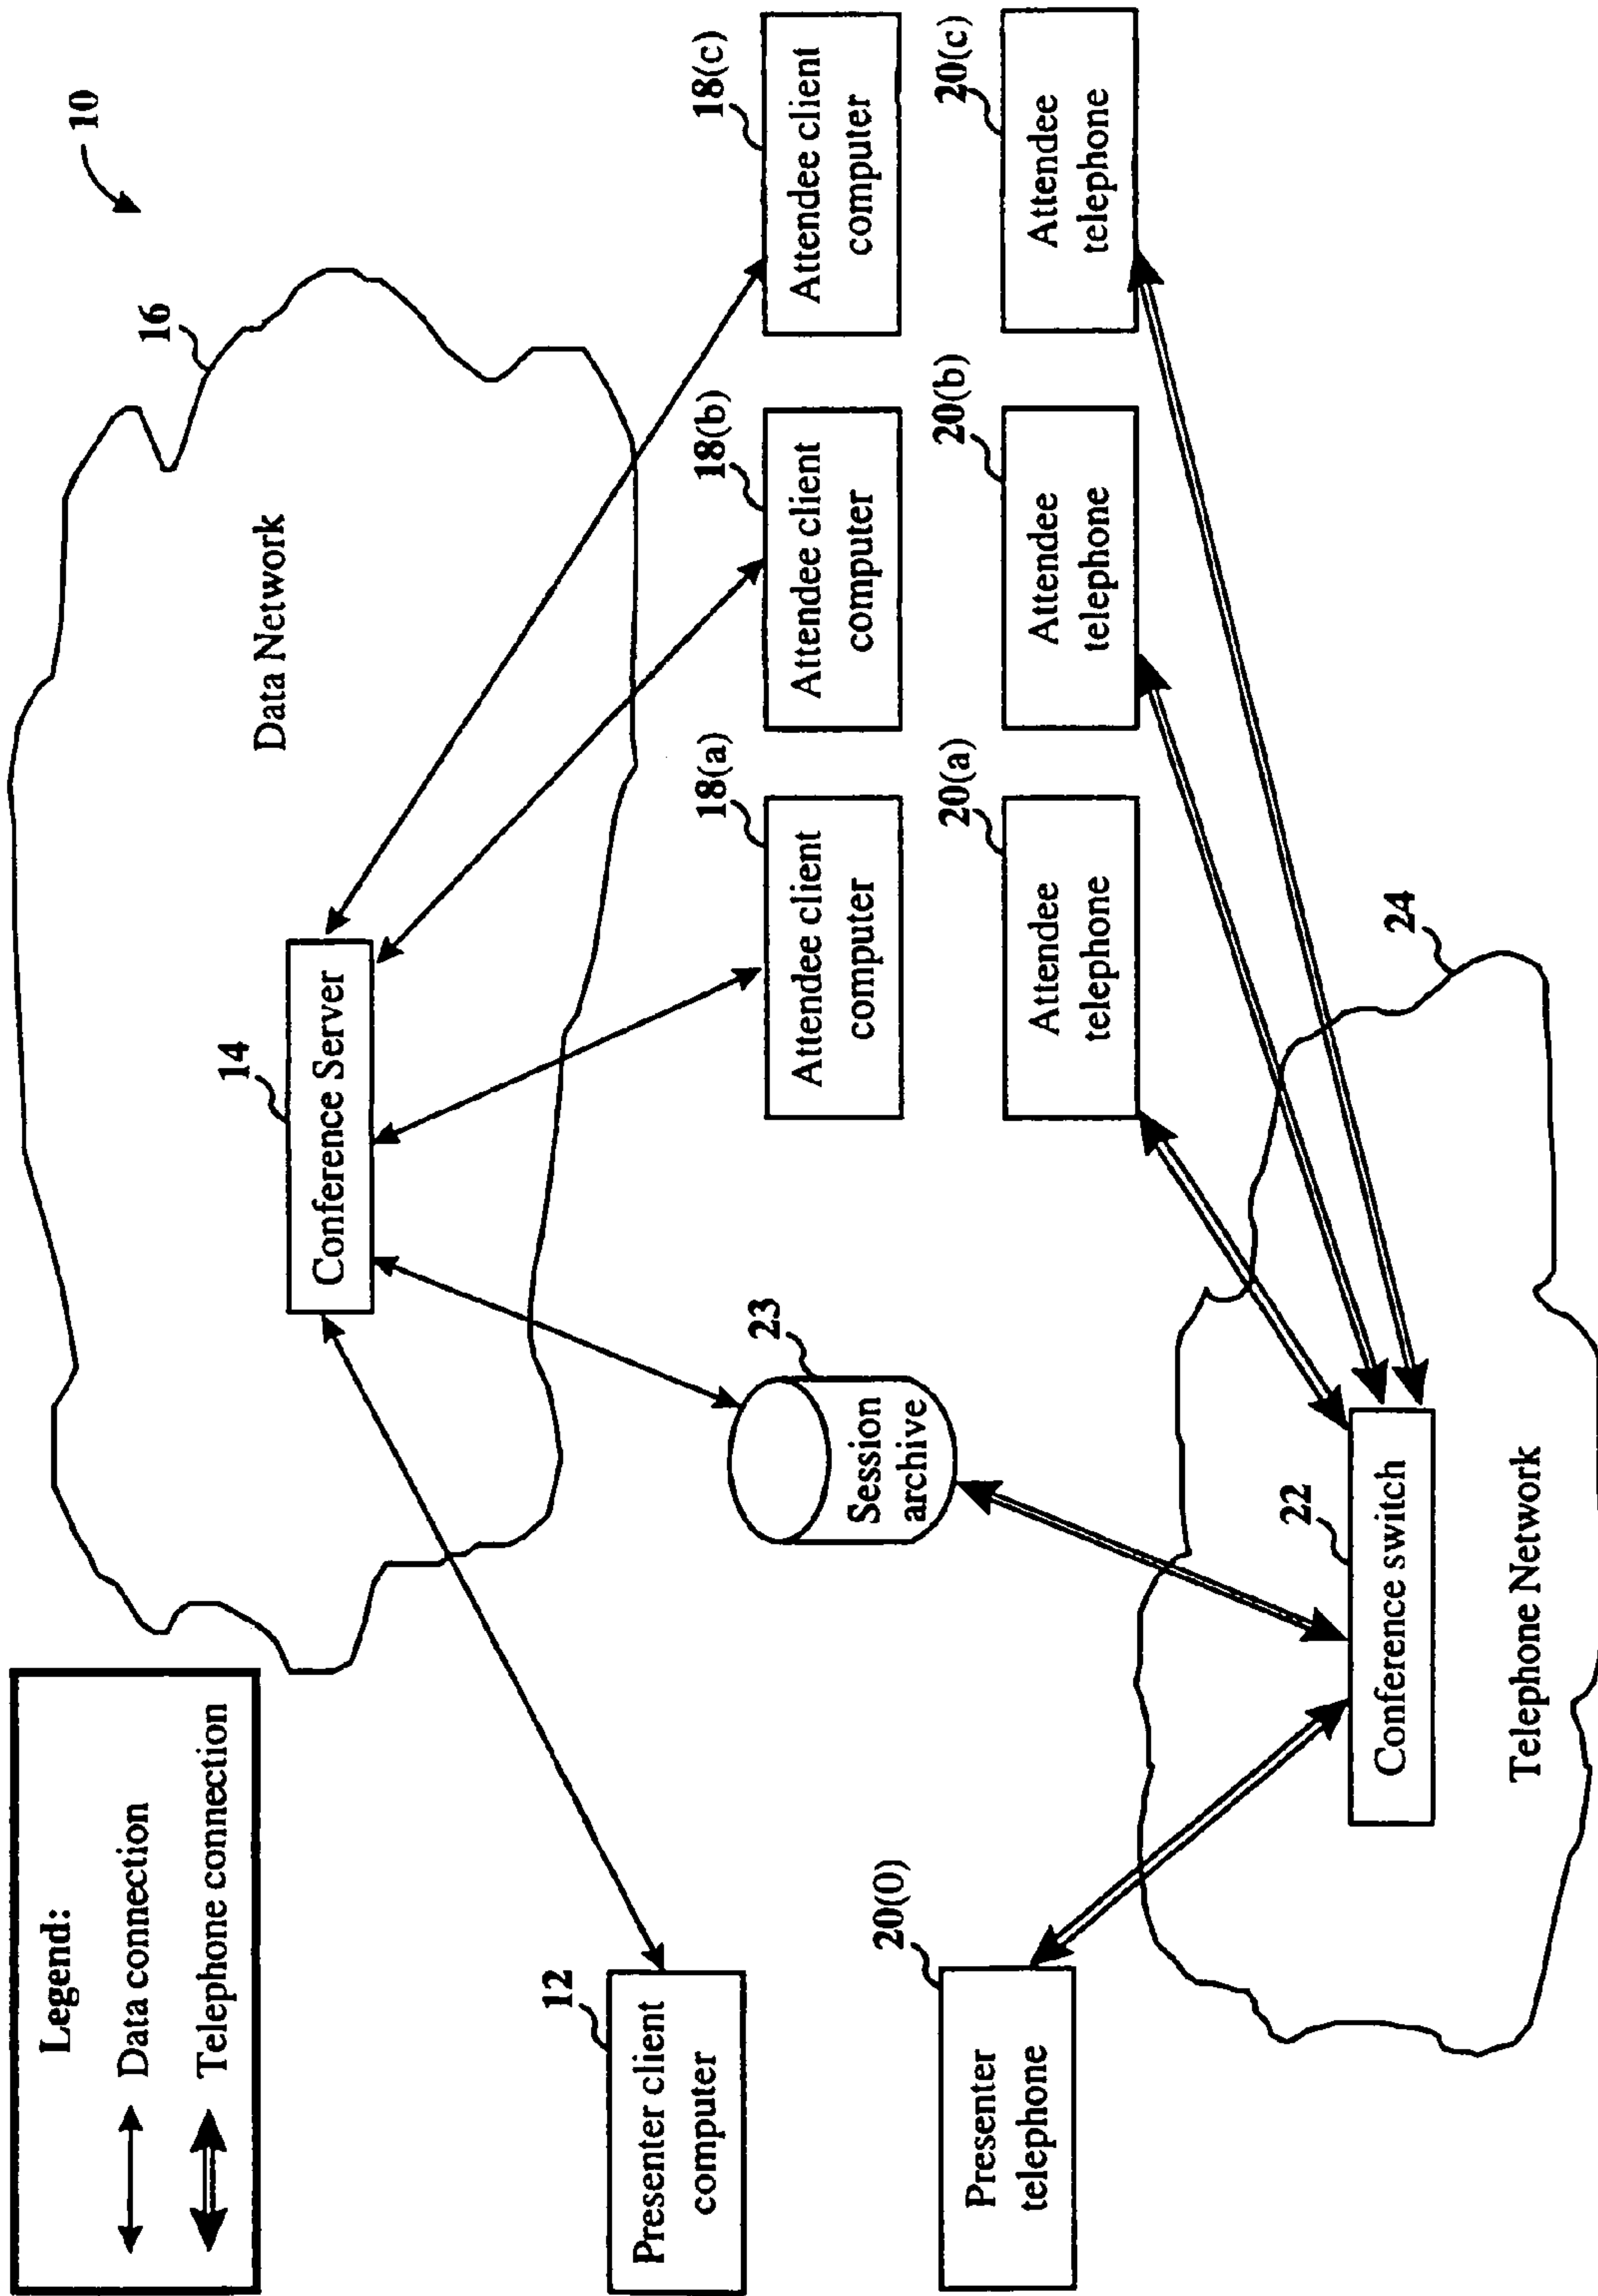 Legend:
Data connection
Telephone connection
10
16
Data Network
14
Conference Server
12
Presenter client
computer
23
Session
archive
18(a)
Attendee client
computer
18(b)
Attendee client
computer
18(c)
Attendee client
computer
20(0)
Presenter
telephone
20(a)
Attendee
telephone
20(b)
Attendee
telephone
20(c)
Attendee
telephone
24
22
Conference switch
Telephone Network